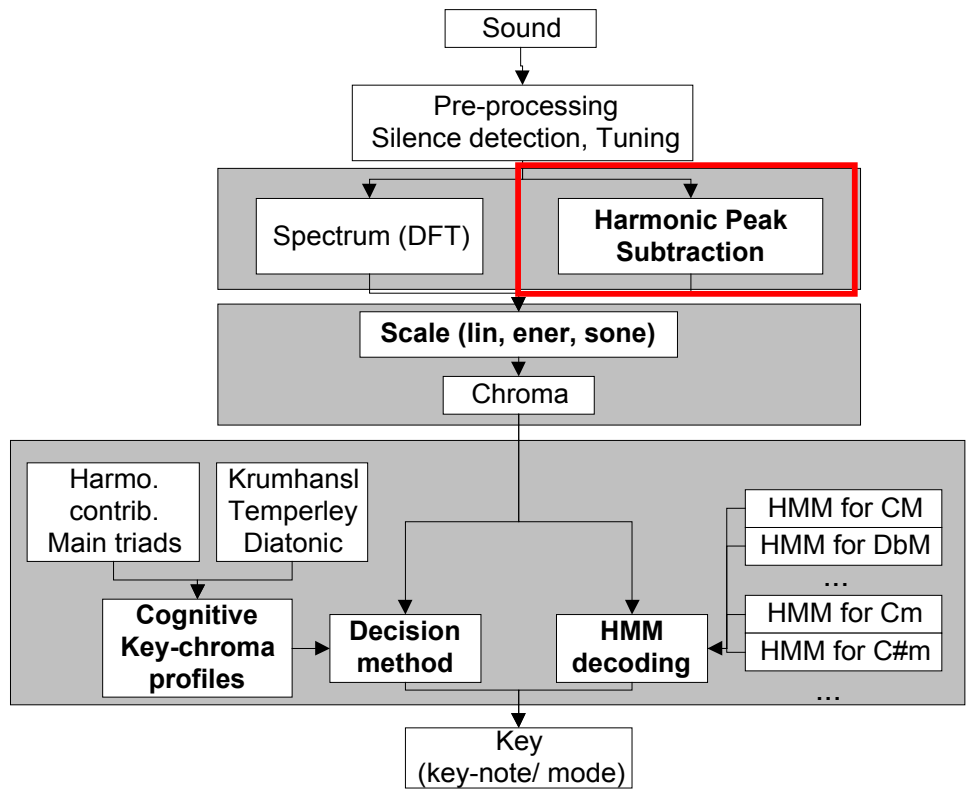 Sound
Pre-processing
Silence detection, Tuning
Spectrum (DFT)
Harmonic Peak
Subtraction
Scale (lin, ener, sone)
Chroma
Harmo.
contrib.
Main triads
Krumhansl
Temperley
Diatonic
HMM for CM
HMM for DbM
...
HMM for Cm
HMM for C#m
...
Cognitive
Key-chroma
profiles
Decision
method
HMM
decoding
Key
(key-note/ mode)